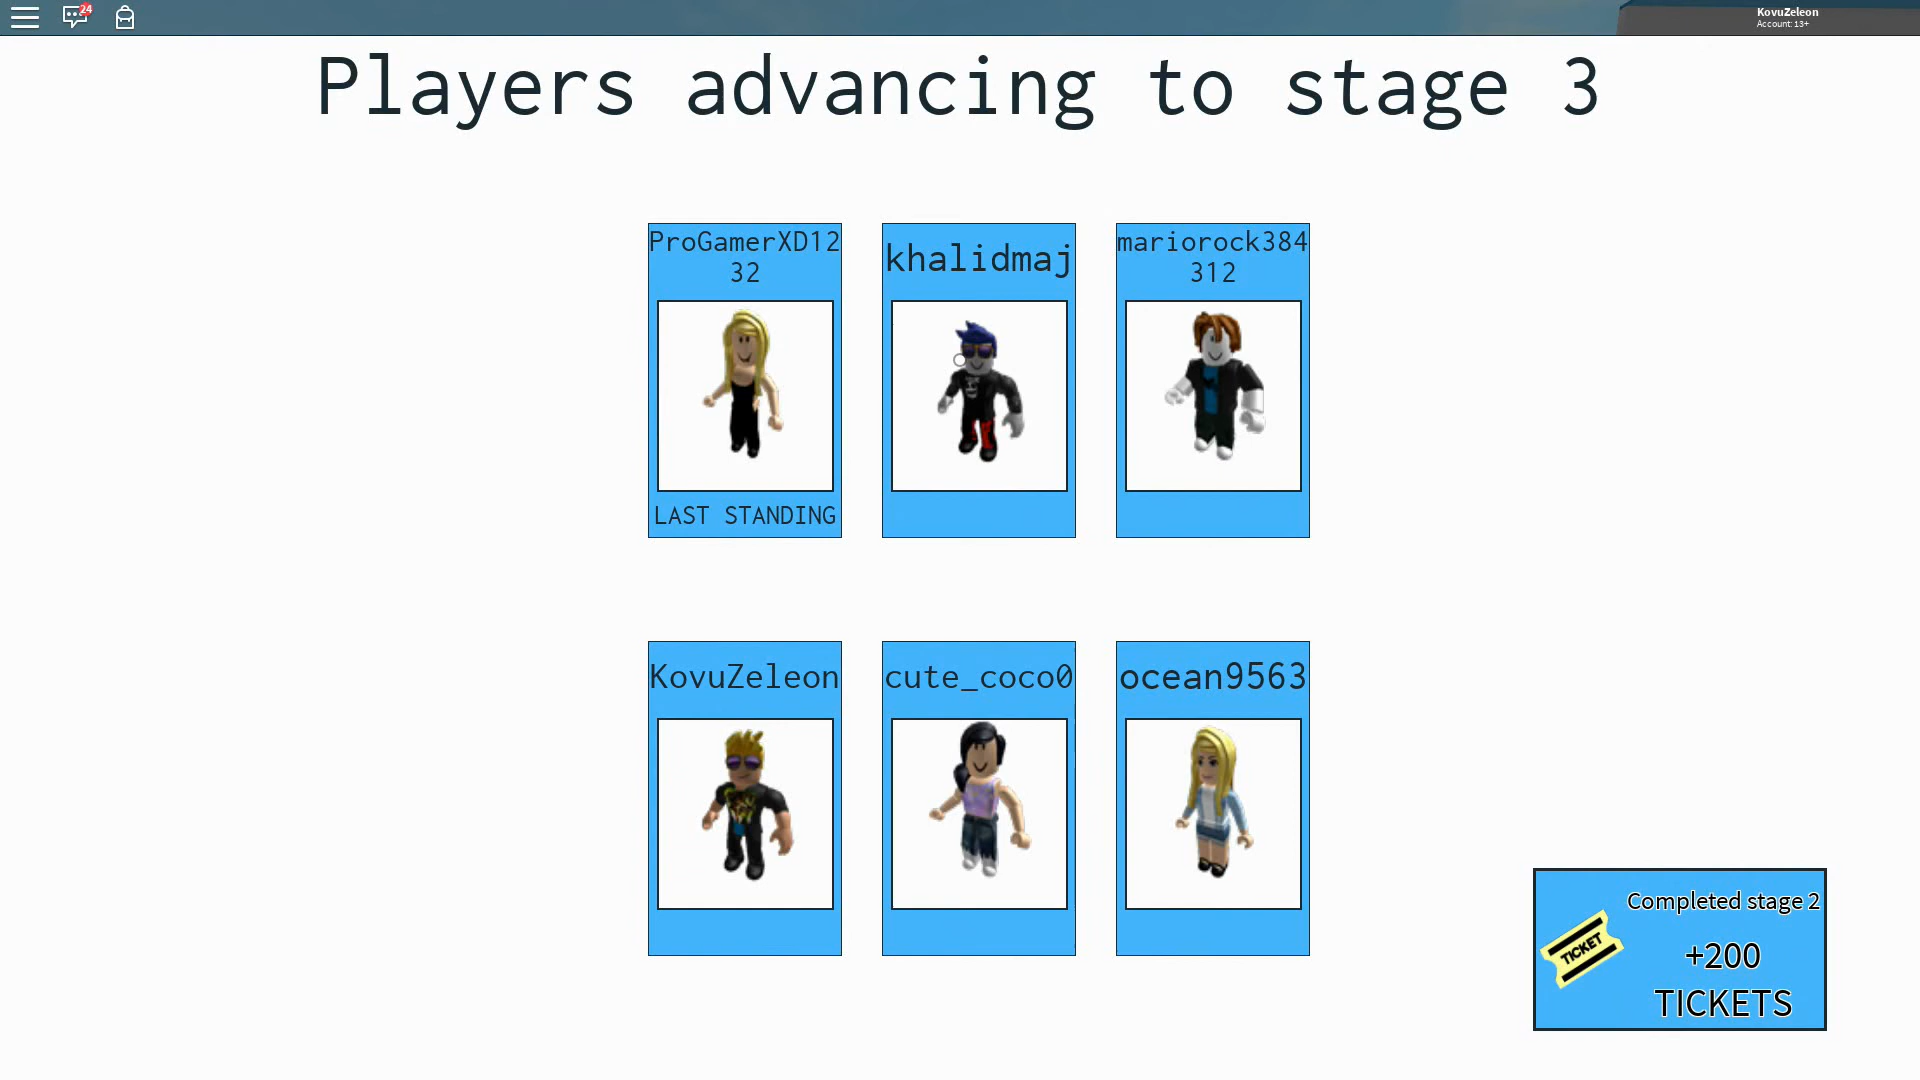 24
KovuZeleon
Account: 13+
Players advancing to stage 3
ProGamerXD12
32
khalidmaj
mariorock384
312
LAST STANDING
KovuZeleon
cute_coco0
ocean9563
Completed stage 2
TICKET
+200
TICKETS